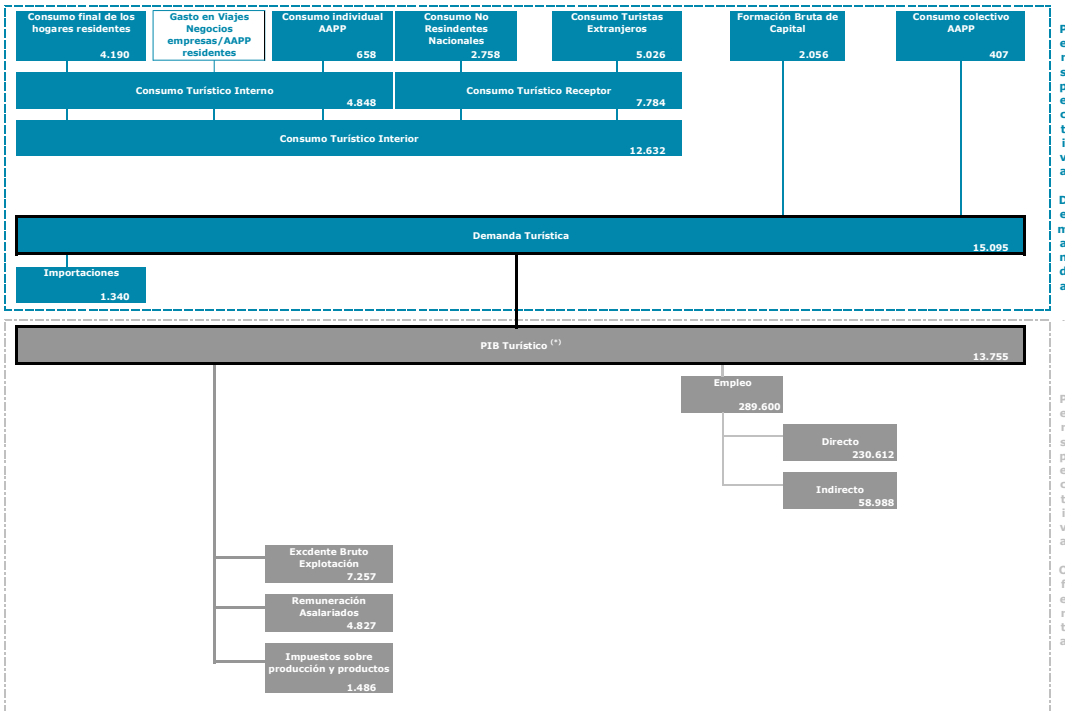 Consumo final de los
hogares residentes
4.190
Gasto en Viajes
Negocios
empresas/AAPP
residentes
Consumo individual
AAPP
658
Consumo No
Resindentes
Nacionales
2.758
Consumo Turistas
Extranjeros
5.026
Formación Bruta de
Capital
2.056
Consumo colectivo
AAPP
407
Consumo Turístico Interno
4.848
Consumo Turístico Receptor
7.784
Consumo Turístico Interior
12.632
Perspectiva
Demanda
Demanda Turística
15.095
Importaciones
1.340
PIB Turístico (*)
13.755
Empleo
289.600
Directo
230.612
Indirecto
58.988
Excdente Bruto
Explotación
7.257
Remuneración
Asalariados
4.827
Impuestos sobre
producción y productos
1.486
Perspectiva
Cferta